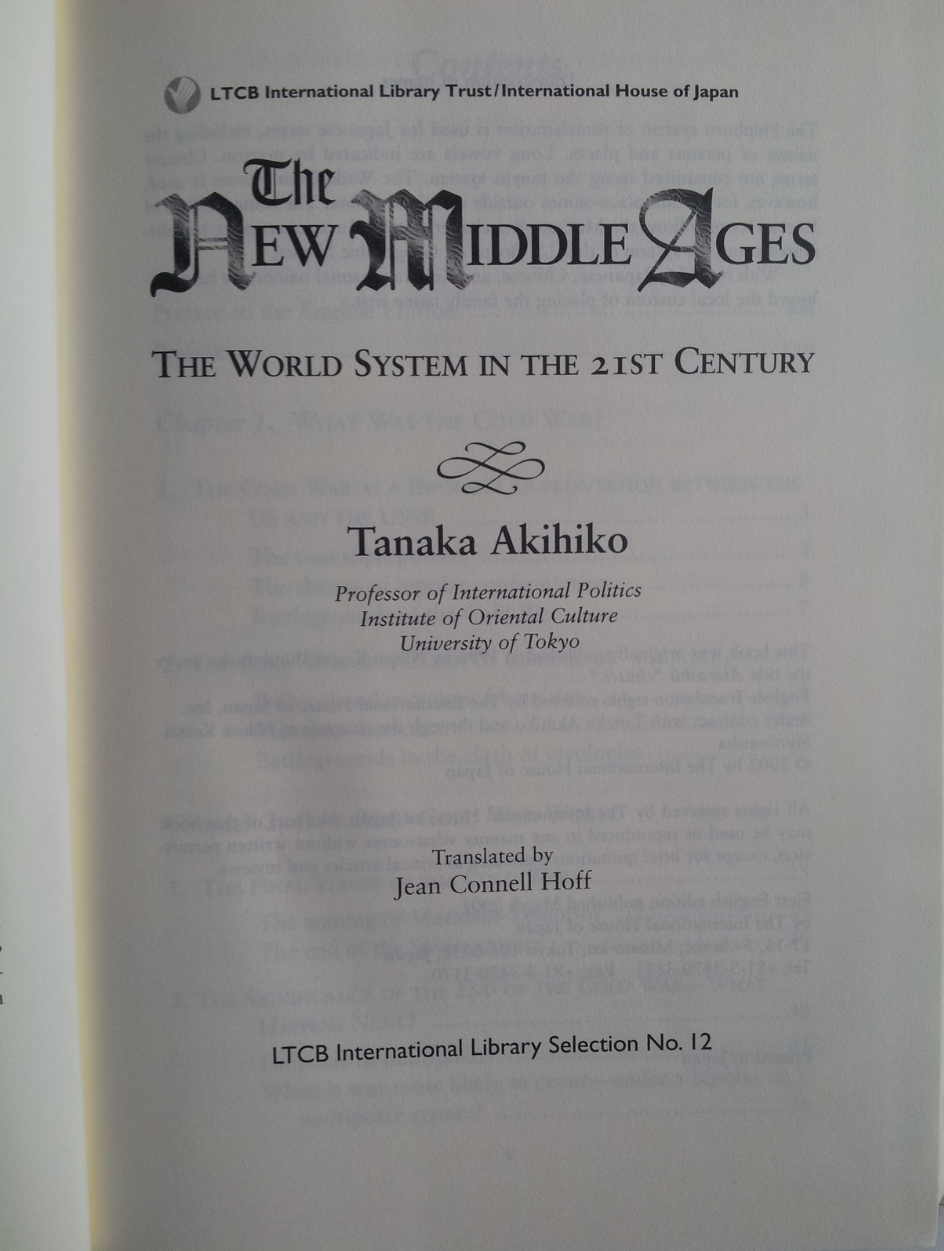 LTCB International Library Trust/International House of Japan
The
NEW MIDDLE AGES
THE WORLD SYSTEM IN THE 21ST CENTURY
Tanaka Akihiko
Professor of International Politics
Institute of Oriental Culture
University of Tokyo
Translated by
Jean Connell Hoff
LTCB International Library Selection No. 12